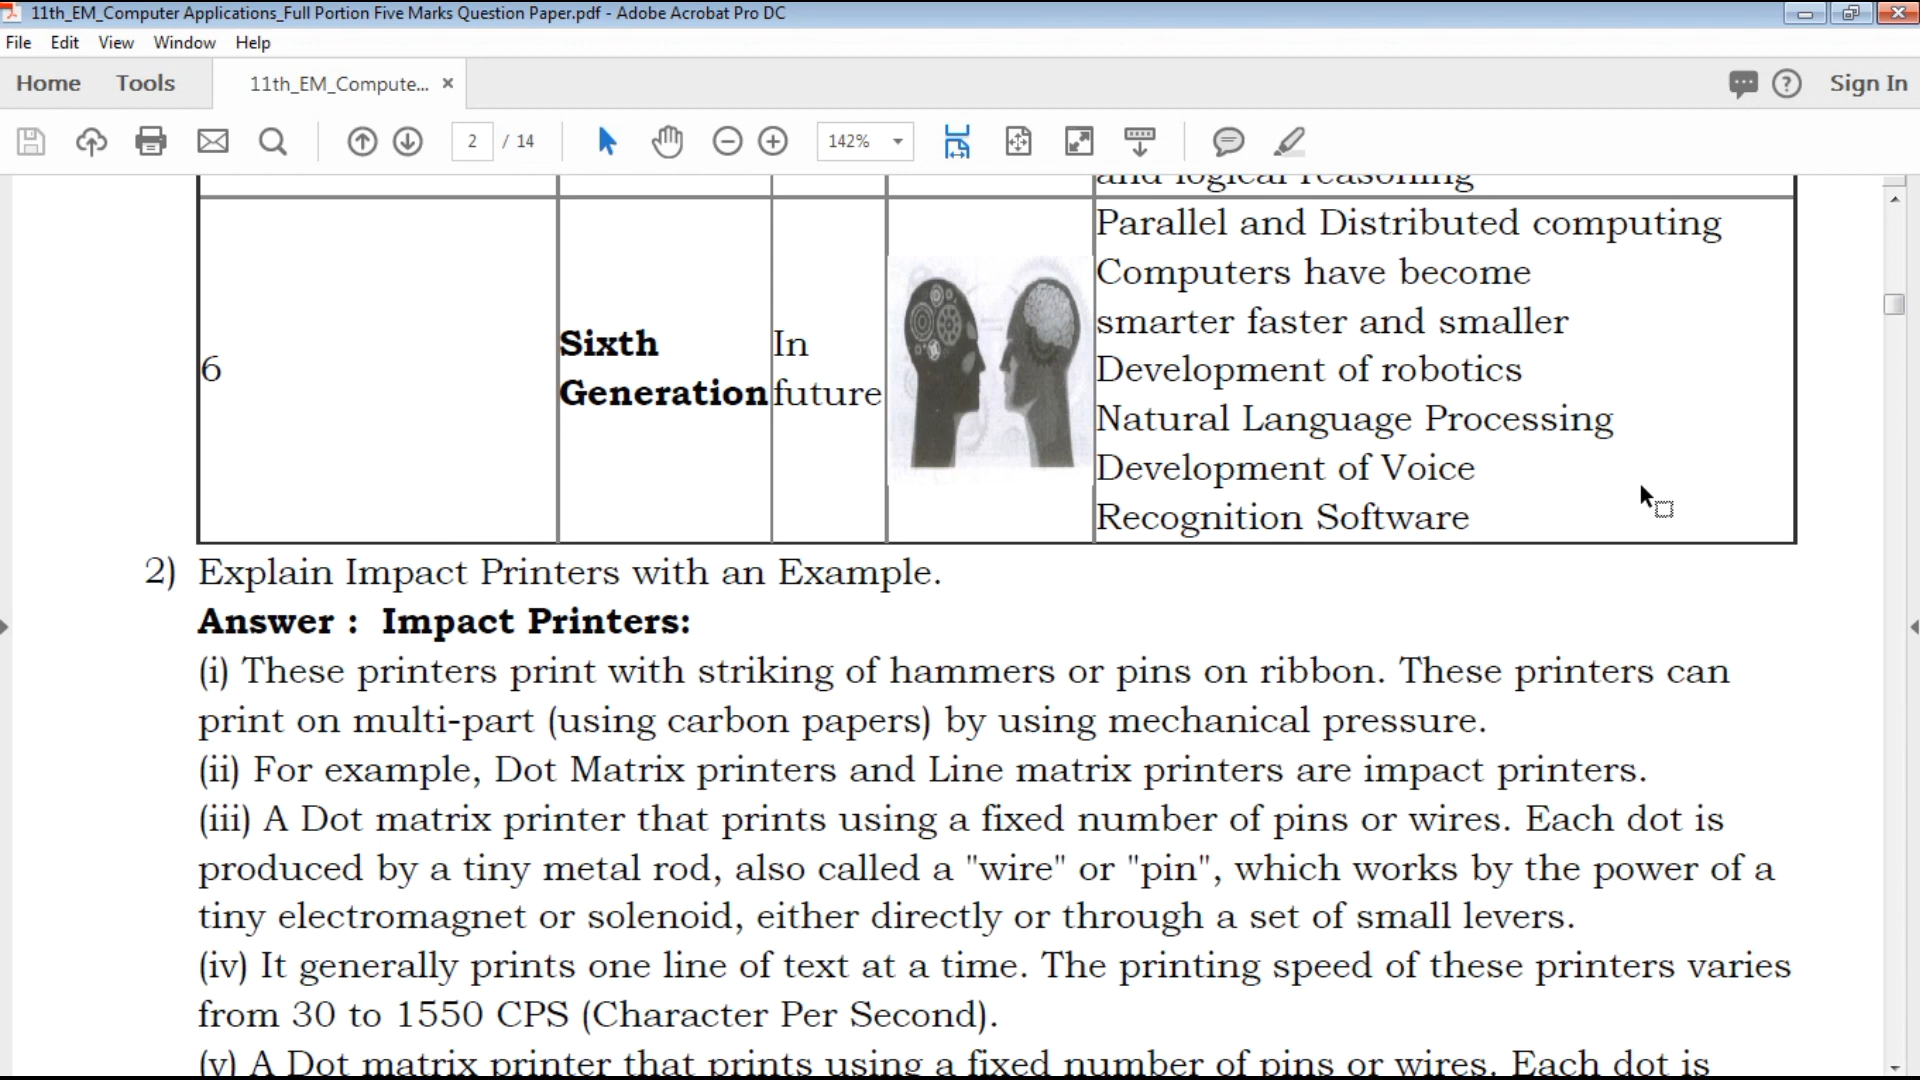 11th_EM_Computer Applications_Full Portion Five Marks Question Paper.pdf - Adobe Acrobat Pro DC
File Edit View Window Help
Home Tools 11th_EM_Compute... × Sign In
2 / 14 142%
and logical reasoning
6
Sixth
Generation
In
future
Parallel and Distributed computing
Computers have become
smarter faster and smaller
Development of robotics
Natural Language Processing
Development of Voice
Recognition Software
2) Explain Impact Printers with an Example.
Answer : Impact Printers:
(i) These printers print with striking of hammers or pins on ribbon. These printers can
print on multi-part (using carbon papers) by using mechanical pressure.
(ii) For example, Dot Matrix printers and Line matrix printers are impact printers.
(iii) A Dot matrix printer that prints using a fixed number of pins or wires. Each dot is
produced by a tiny metal rod, also called a "wire" or "pin", which works by the power of a
tiny electromagnet or solenoid, either directly or through a set of small levers.
(iv) It generally prints one line of text at a time. The printing speed of these printers varies
from 30 to 1550 CPS (Character Per Second).
(v) A Dot matrix printer that prints using a fixed number of pins or wires. Each dot is